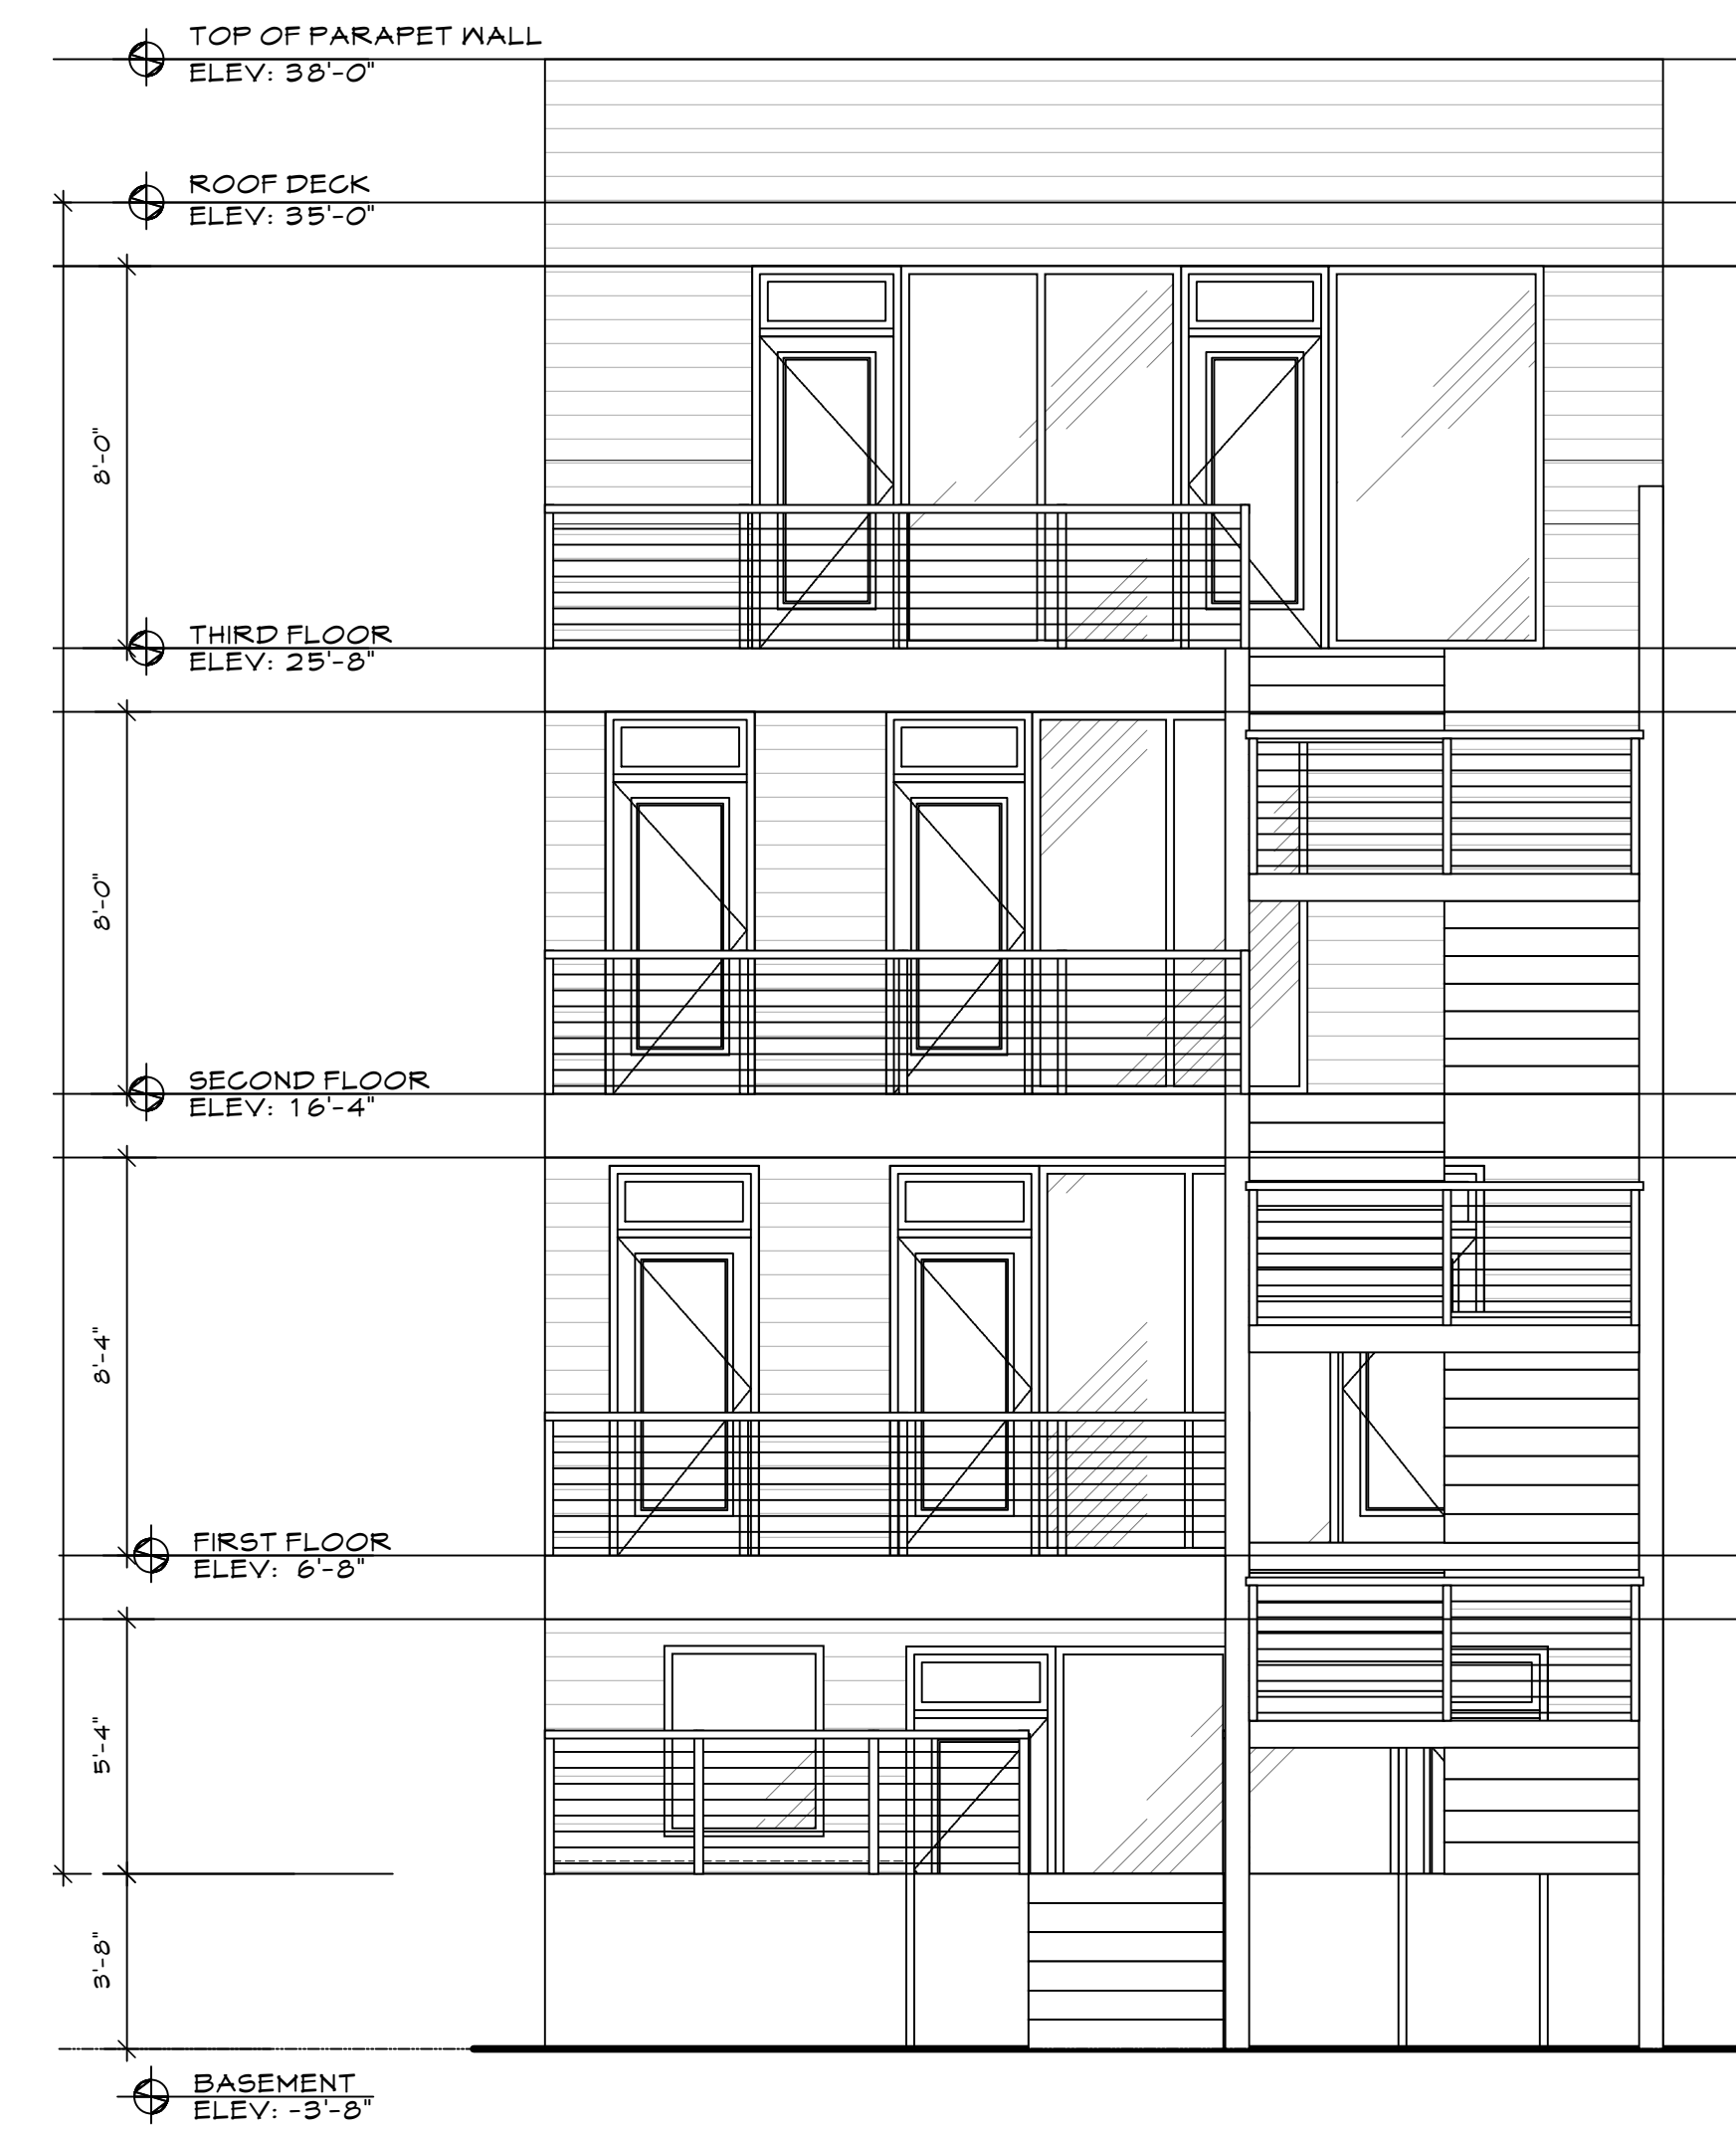 TOP OF PARAPET WALL
ELEV: 38'-0"
ROOF DECK
ELEV: 35'-0"
8'-0"
THIRD FLOOR
ELEV: 25'-8"
8'-0"
SECOND FLOOR
ELEV: 16'-4"
8'-4"
FIRST FLOOR
ELEV: 6'-8"
5'-4"
3'-8"
BASEMENT
ELEV: -3'-8"